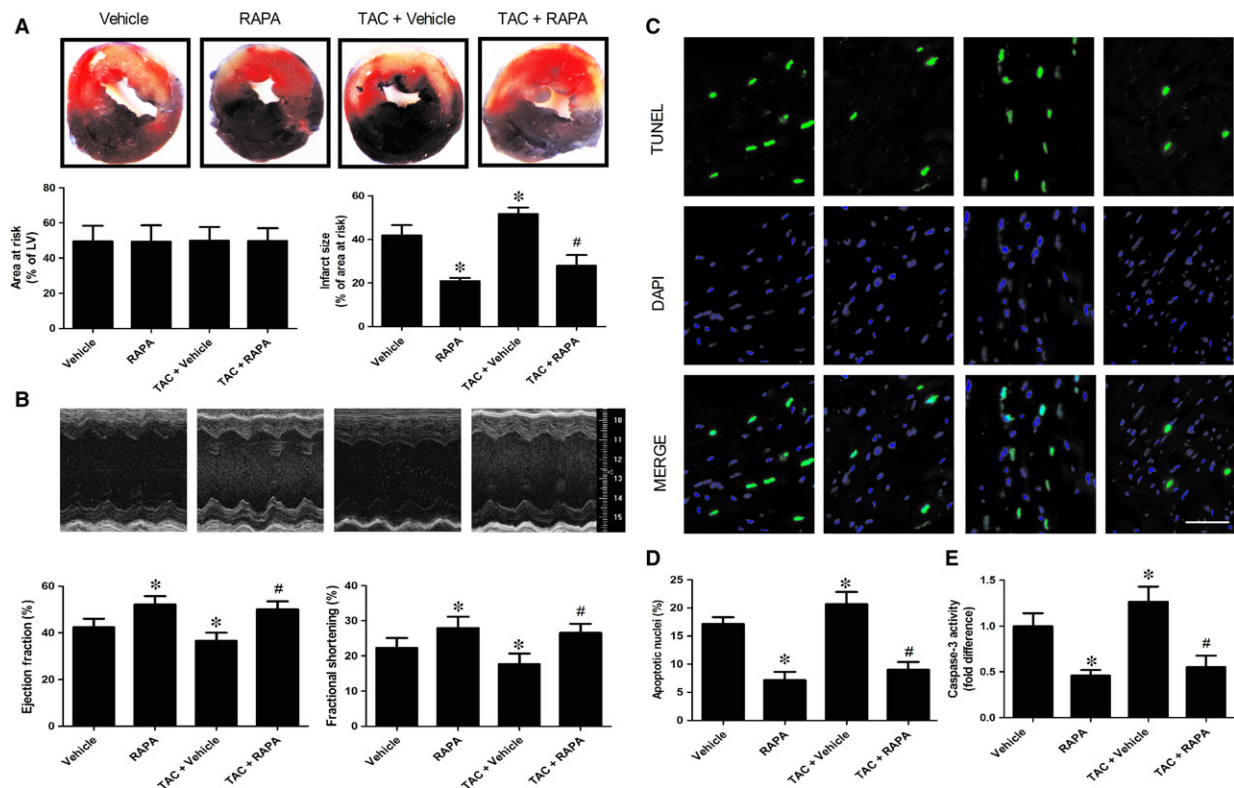 A
Vehicle
RAPA
TAC + Vehicle
TAC + RAPA
Area at risk
(% of LV)
80
60
40
20
0
Vehicle
RAPA
TAC + Vehicle
TAC + RAPA
Infarct size
(% of area at risk)
60
40
20
0
*
*
#
Vehicle
RAPA
TAC + Vehicle
TAC + RAPA
B
10
11
12
13
14
15
Ejection fraction (%)
60
40
20
0
*
*
#
Vehicle
RAPA
TAC + Vehicle
TAC + RAPA
Fractional shortening (%)
40
30
20
10
0
*
*
#
Vehicle
RAPA
TAC + Vehicle
TAC + RAPA
C
TUNEL
DAPI
MERGE
D
Apoptotic nuclei (%)
25
20
15
10
5
0
*
*
#
Vehicle
RAPA
TAC + Vehicle
TAC + RAPA
E
Caspase-3 activity
(fold difference)
1.5
1.0
0.5
0.0
*
*
#
Vehicle
RAPA
TAC + Vehicle
TAC + RAPA